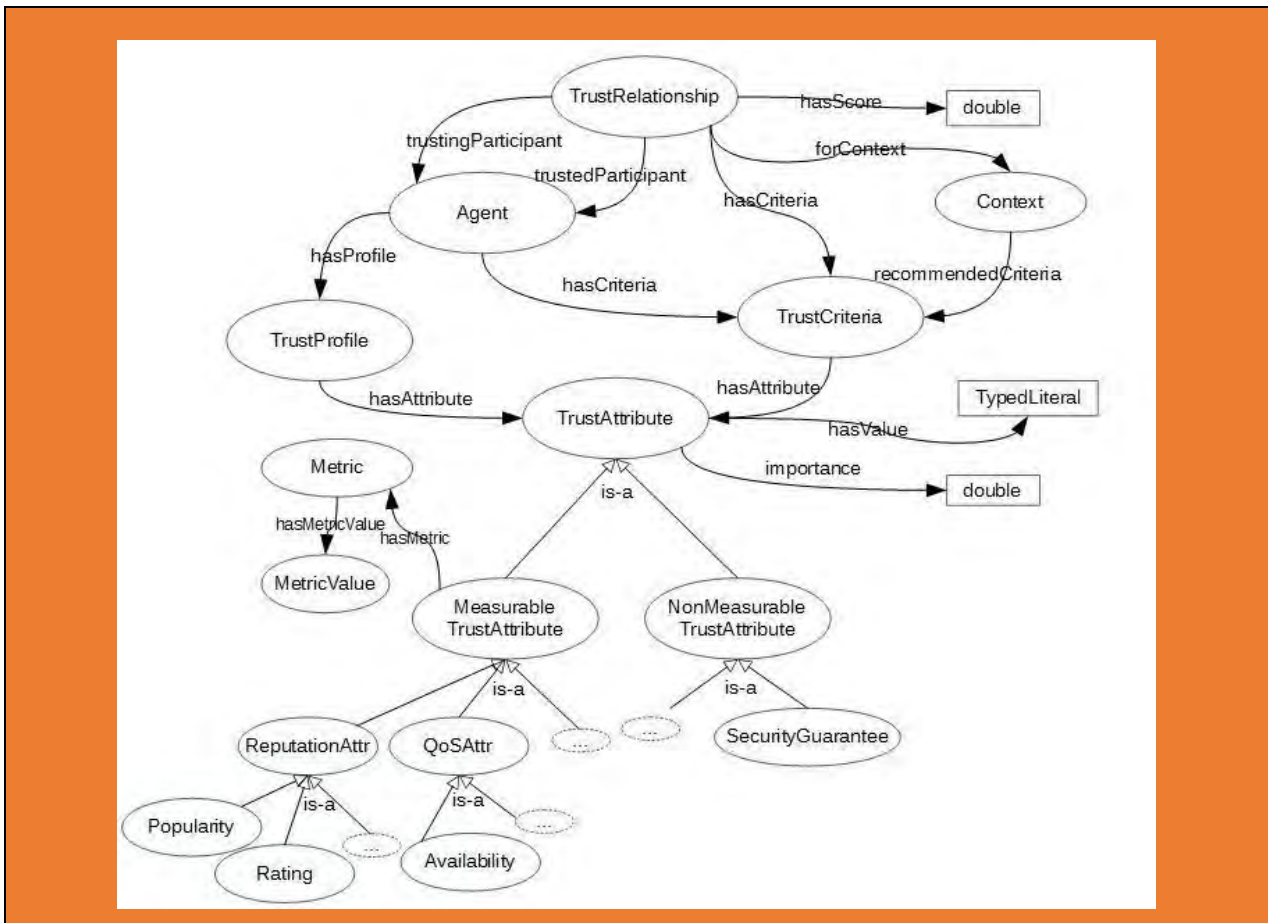 TrustRelationship
hasScore
double
trustingParticipant
forContext
trustedParticipant
hasCriteria
Context
Agent
hasProfile
recommendedCriteria
hasCriteria
TrustCriteria
TrustProfile
hasAttribute
hasAttribute
TypedLiteral
TrustAttribute
hasValue
Metric
importance
double
is-a
hasMetricValue
hasMetric
MetricValue
Measurable
TrustAttribute
NonMeasurable
TrustAttribute
is-a
is-a
...
...
SecurityGuarantee
ReputationAttr
QoSAttr
is-a
is-a
...
Popularity
...
Rating
Availability